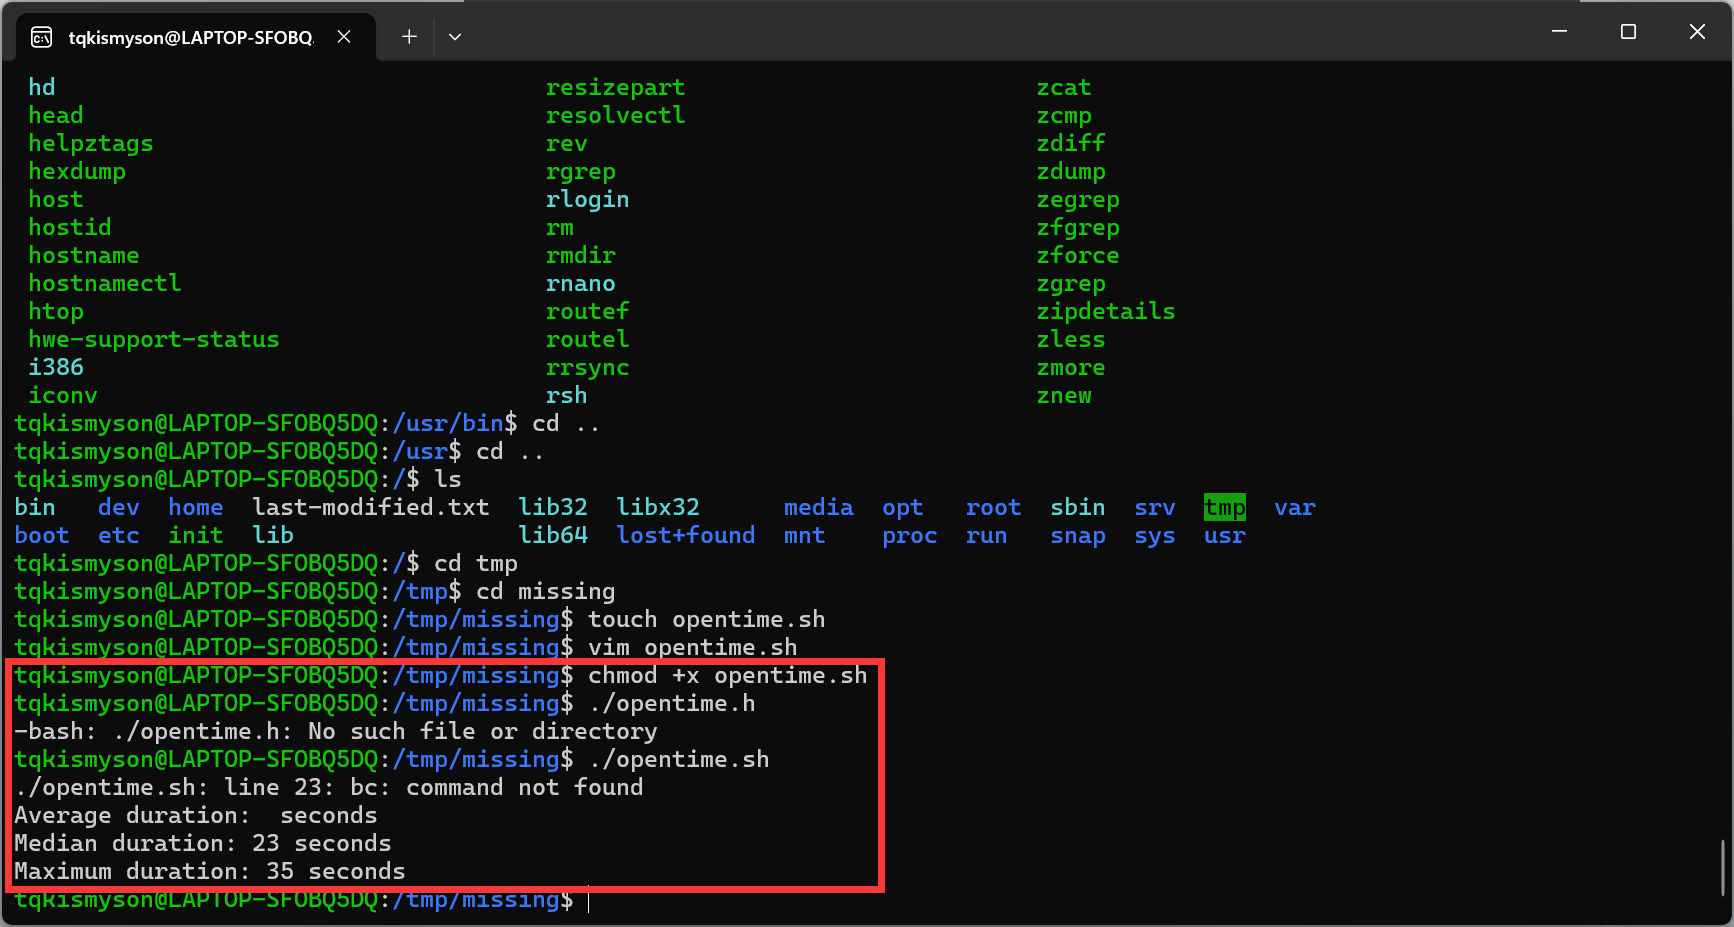 tqkismyson@LAPTOP-SFOBQ
hd resizepart zcat
head resolvectl zcmp
helpztags rev zdiff
hexdump rgrep zdump
host rlogin zegrep
hostid rm zfgrep
hostname rmdir zforce
hostnamectl rnano zgrep
htop routef zipdetails
hwe-support-status routel zless
i386 rrsync zmore
iconv rsh znew
tqkismyson@LAPTOP-SFOBQ5DQ:/usr/bin$ cd ..
tqkismyson@LAPTOP-SFOBQ5DQ:/usr$ cd ..
tqkismyson@LAPTOP-SFOBQ5DQ:/$ ls
bin dev home last-modified.txt lib32 libx32 media opt root sbin srv tmp var
boot etc init lib lib64 lost+found mnt proc run snap sys usr
tqkismyson@LAPTOP-SFOBQ5DQ:/$ cd tmp
tqkismyson@LAPTOP-SFOBQ5DQ:/tmp$ cd missing
tqkismyson@LAPTOP-SFOBQ5DQ:/tmp/missing$ touch opentime.sh
tqkismyson@LAPTOP-SFOBQ5DQ:/tmp/missing$ vim opentime.sh
tqkismyson@LAPTOP-SFOBQ5DQ:/tmp/missing$ chmod +x opentime.sh
tqkismyson@LAPTOP-SFOBQ5DQ:/tmp/missing$ ./opentime.h
-bash: ./opentime.h: No such file or directory
tqkismyson@LAPTOP-SFOBQ5DQ:/tmp/missing$ ./opentime.sh
./opentime.sh: line 23: bc: command not found
Average duration:  seconds
Median duration: 23 seconds
Maximum duration: 35 seconds
tqkismyson@LAPTOP-SFOBQ5DQ:/tmp/missing$